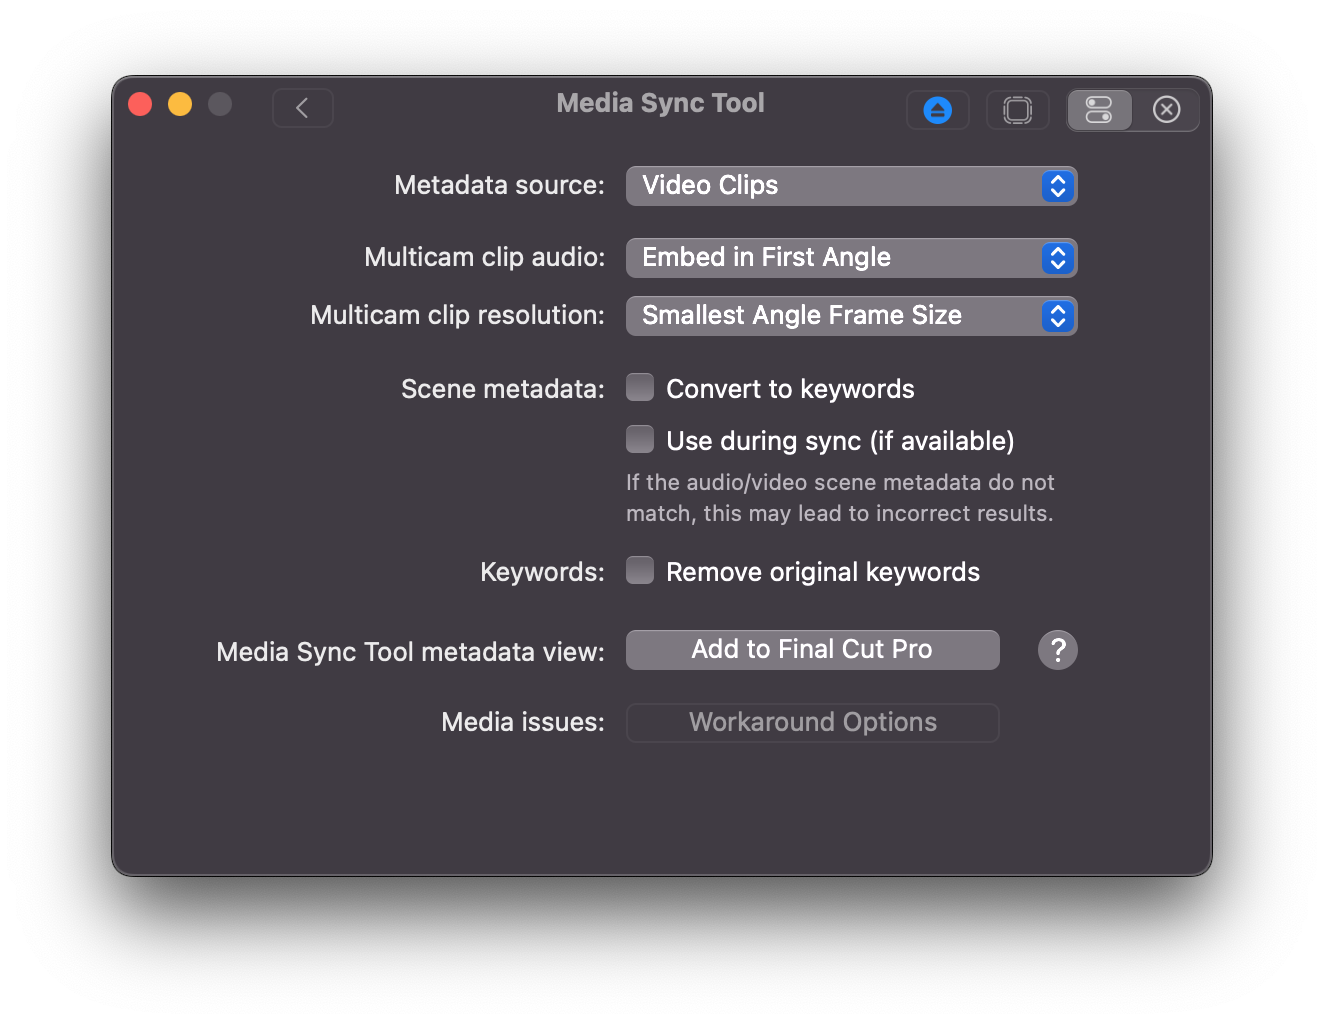 Media Sync Tool
Metadata source: Video Clips
Multicam clip audio: Embed in First Angle
Multicam clip resolution: Smallest Angle Frame Size
Scene metadata: Convert to keywords
Use during sync (if available)
If the audio/video scene metadata do not
match, this may lead to incorrect results.
Keywords: Remove original keywords
Media Sync Tool metadata view: Add to Final Cut Pro ?
Media issues: Workaround Options